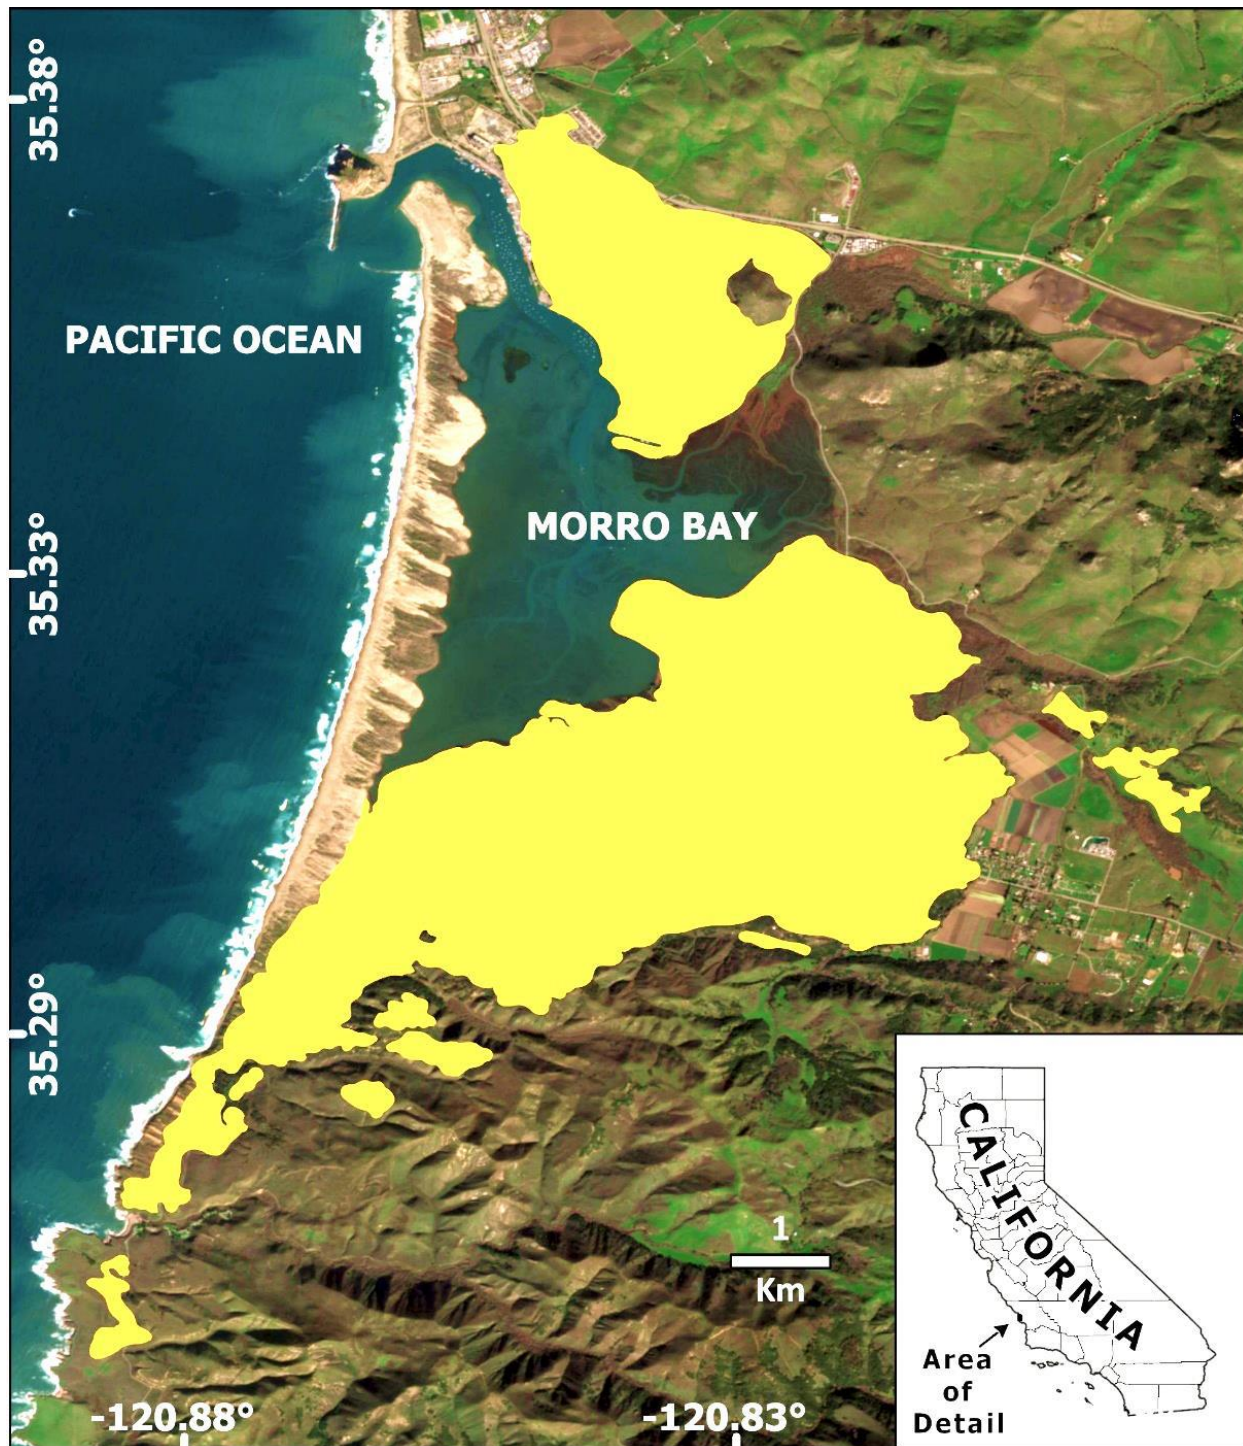 35.38°
PACIFIC OCEAN
MORRO BAY
35.33°
35.29°
1
Km
-120.88°
-120.83°
CALIFORNIA
Area
of
Detail